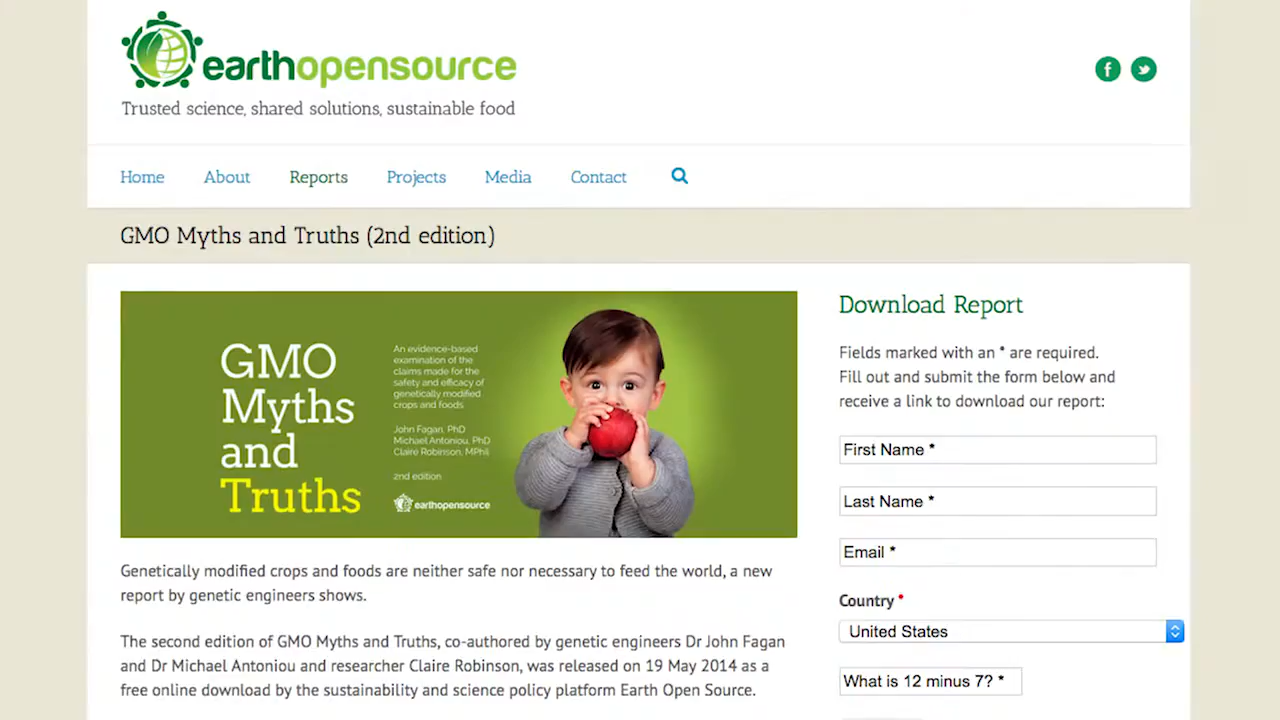 earthopensource
Trusted science, shared solutions, sustainable food
Home About Reports Projects Media Contact
GMO Myths and Truths (2nd edition)
GMO
Myths
and
Truths
An evidence-based
examination of the
claims made for the
safety and efficacy of
genetically modified
crops and foods
John Fagan, PhD
Michael Antoniou, PhD
Claire Robinson, MPhil
2nd edition
earthopensource
Genetically modified crops and foods are neither safe nor necessary to feed the world, a new
report by genetic engineers shows.
The second edition of GMO Myths and Truths, co-authored by genetic engineers Dr John Fagan
and Dr Michael Antoniou and researcher Claire Robinson, was released on 19 May 2014 as a
free online download by the sustainability and science policy platform Earth Open Source.
Download Report
Fields marked with an * are required.
Fill out and submit the form below and
receive a link to download our report:
First Name *
Last Name *
Email *
Country *
United States
What is 12 minus 7? *